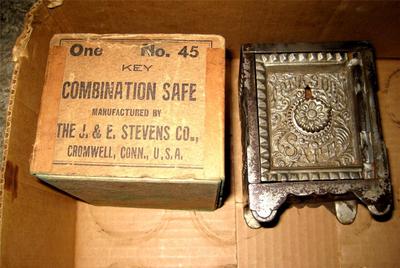 One No. 45
KEY
COMBINATION SAFE
MANUFACTURED BY
THE J. & E. STEVENS CO.,
CROMWELL, CONN., U.S.A.